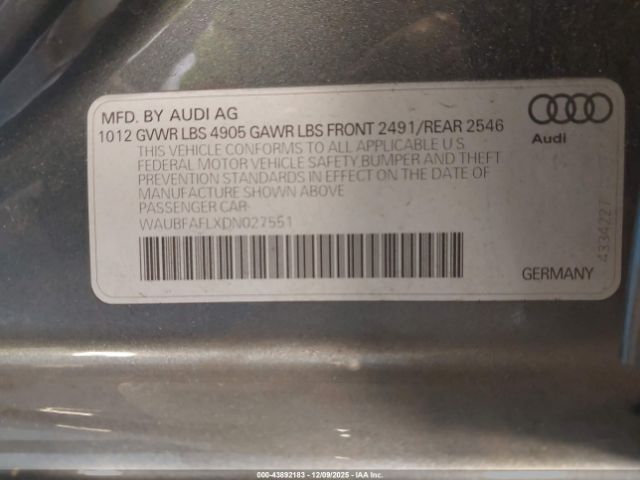 MFD. BY AUDI AG
1012 GVWR LBS 4905 GAWR LBS FRONT 2491/REAR 2546
THIS VEHICLE CONFORMS TO ALL APPLICABLE U.S.
FEDERAL MOTOR VEHICLE SAFETY, BUMPER AND THEFT
PREVENTION STANDARDS IN EFFECT ON THE DATE OF
MANUFACTURE SHOWN ABOVE
PASSENGER CAR-
WAUBFAFLXDN027551
Audi
4334227
GERMANY
000-43892183 - 12/09/2025 - IAA Inc.